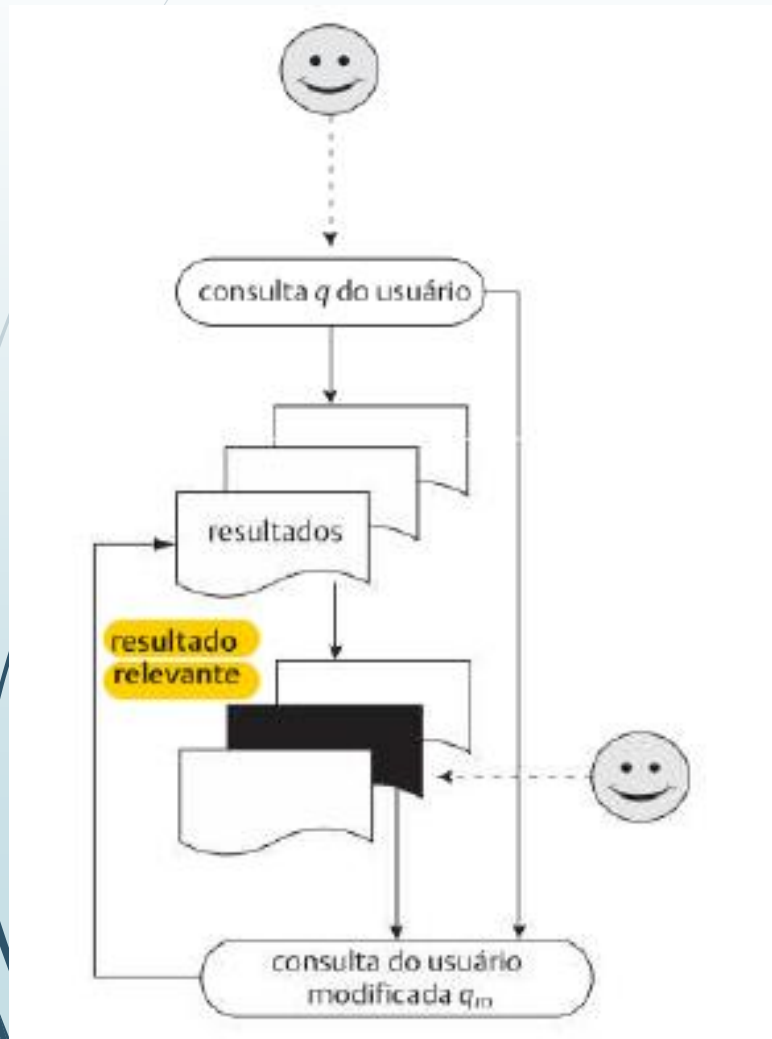 consulta q do usuário
resultados
resultado
relevante
consulta do usuário
modificada qm